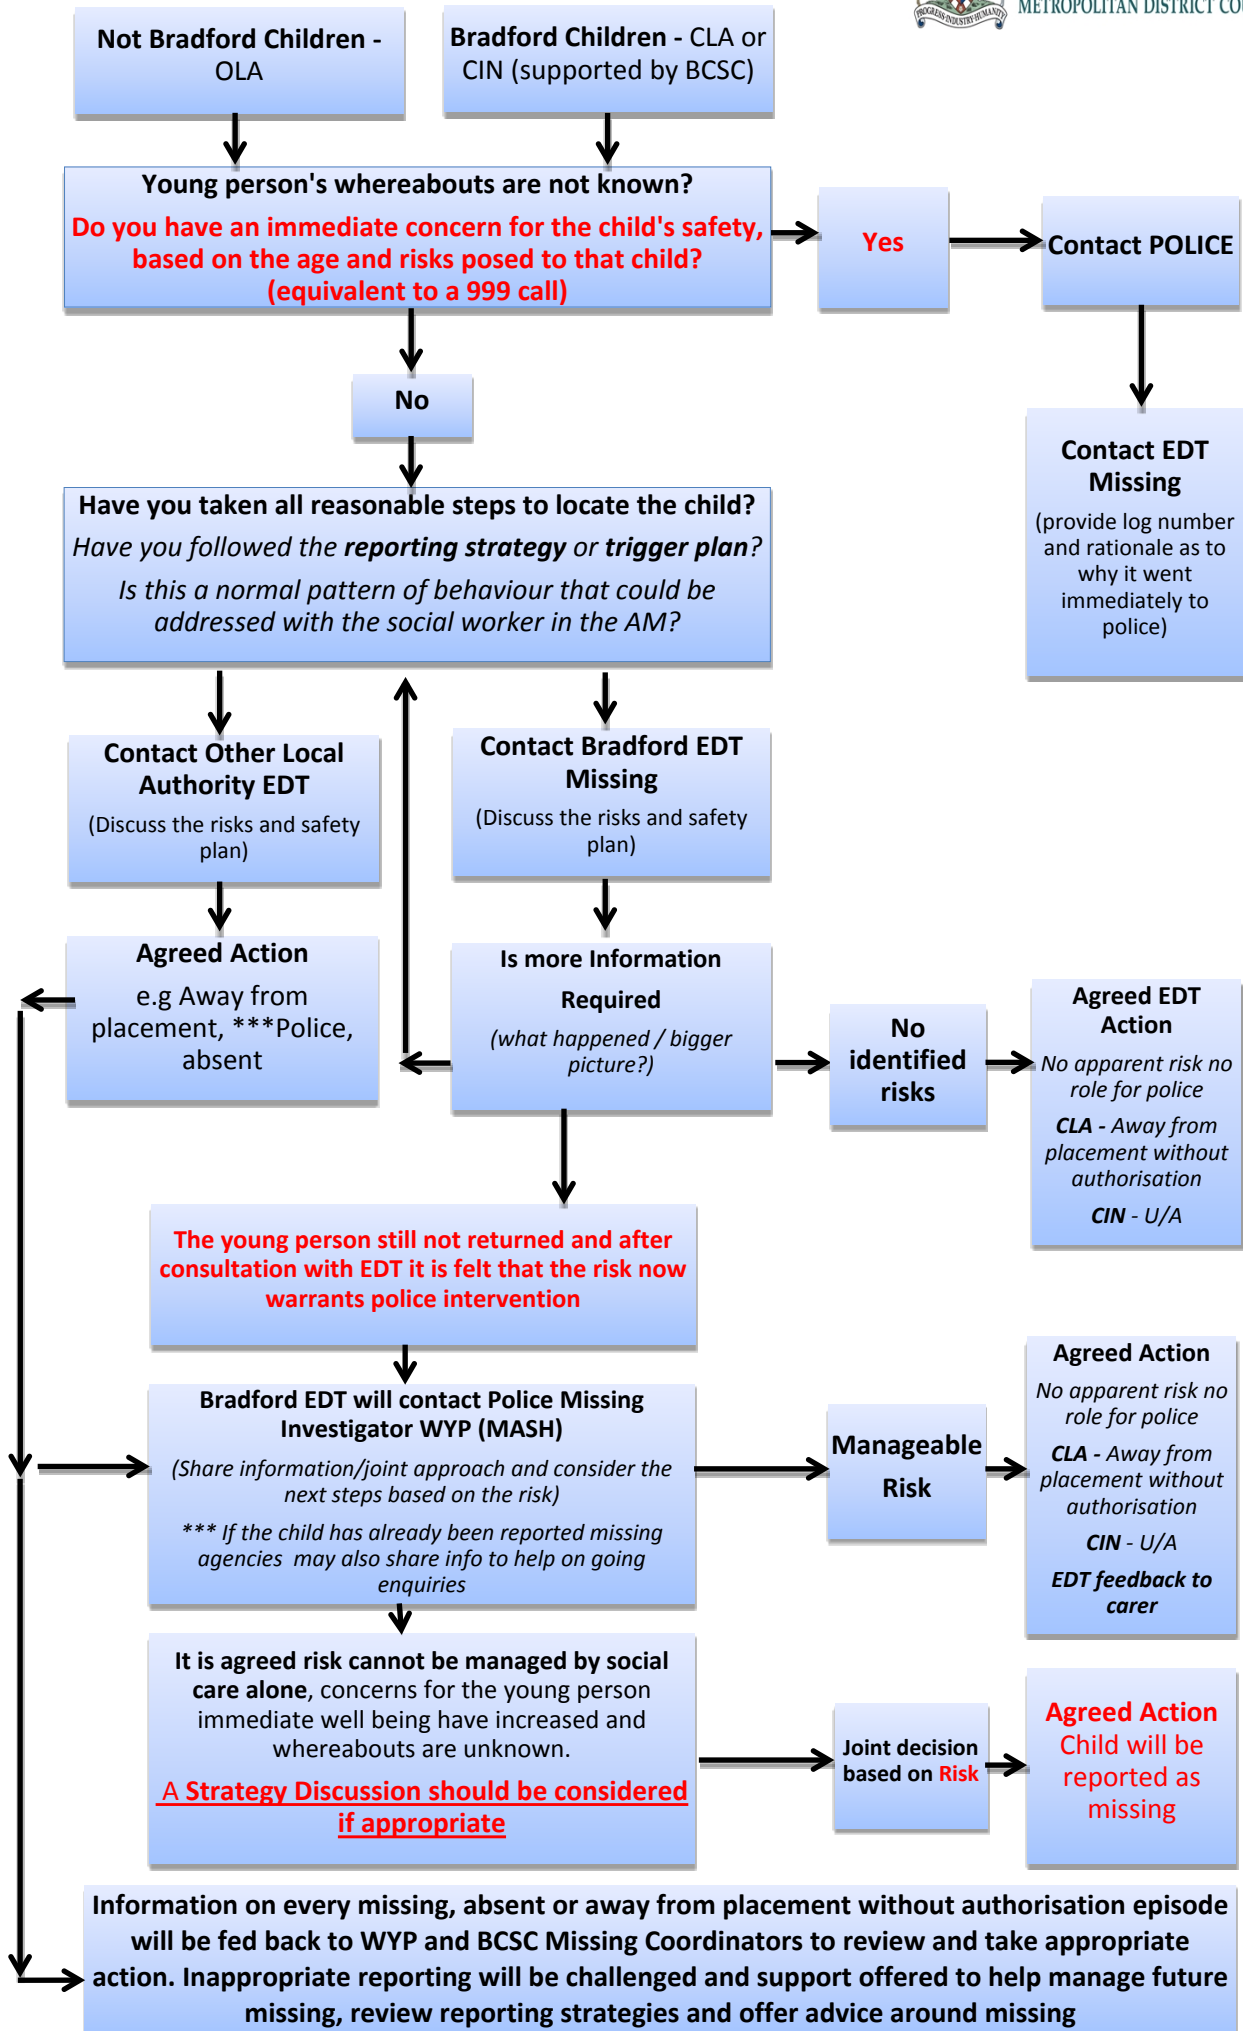 PROGRESS·INDUSTRY·HUMANITY
METROPOLITAN DISTRICT COU
Not Bradford Children -
OLA
Bradford Children - CLA or
CIN (supported by BCSC)
Young person's whereabouts are not known?
Do you have an immediate concern for the child's safety,
based on the age and risks posed to that child?
(equivalent to a 999 call)
Yes
Contact POLICE
No
Contact EDT
Missing
(provide log number
and rationale as to
why it went
immediately to
police)
Have you taken all reasonable steps to locate the child?
Have you followed the reporting strategy or trigger plan?
Is this a normal pattern of behaviour that could be
addressed with the social worker in the AM?
Contact Other Local
Authority EDT
(Discuss the risks and safety
plan)
Contact Bradford EDT
Missing
(Discuss the risks and safety
plan)
Agreed Action
e.g Away from
placement, ***Police,
absent
Is more Information
Required
(what happened / bigger
picture?)
No
identified
risks
Agreed EDT
Action
No apparent risk no
role for police
CLA - Away from
placement without
authorisation
CIN - U/A
The young person still not returned and after
consultation with EDT it is felt that the risk now
warrants police intervention
Bradford EDT will contact Police Missing
Investigator WYP (MASH)
(Share information/joint approach and consider the
next steps based on the risk)
*** If the child has already been reported missing
agencies  may also share info to help on going
enquiries
Manageable
Risk
Agreed Action
No apparent risk no
role for police
CLA - Away from
placement without
authorisation
CIN - U/A
EDT feedback to
carer
It is agreed risk cannot be managed by social
care alone, concerns for the young person
immediate well being have increased and
whereabouts are unknown.
A Strategy Discussion should be considered
if appropriate
Joint decision
based on Risk
Agreed Action
Child will be
reported as
missing
Information on every missing, absent or away from placement without authorisation episode
will be fed back to WYP and BCSC Missing Coordinators to review and take appropriate
action. Inappropriate reporting will be challenged and support offered to help manage future
missing, review reporting strategies and offer advice around missing